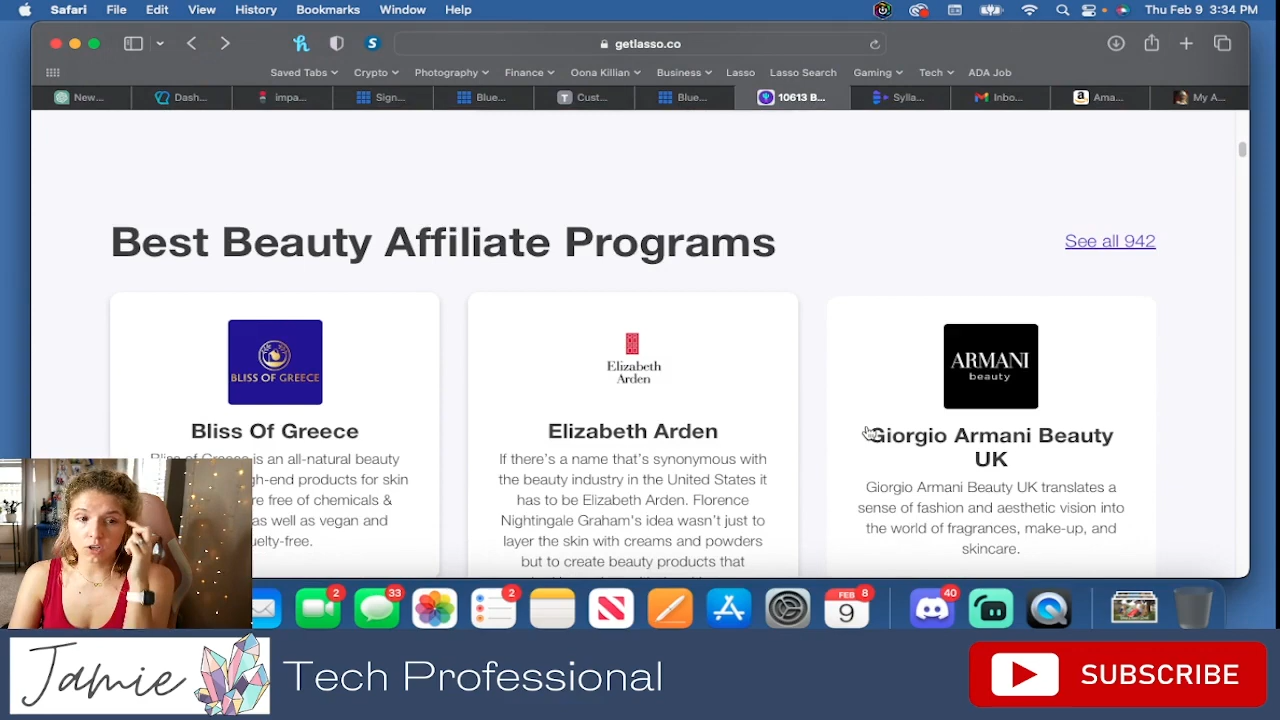 Safari File Edit View History Bookmarks Window Help Thu Feb 9 3:34 PM
getlasso.co
Saved Tabs Crypto Photography Finance Oona Killian Business Lasso Lasso Search Gaming Tech ADA Job
New... Dash... impa... Sign... Blue... Cust... Blue... 10613 B... Sylla... Inbo... Ama... My A...
Best Beauty Affiliate Programs
See all 942
BLISS OF GREECE
Elizabeth
Arden
ARMANI
beauty
Bliss Of Greece
Bliss of Greece is an all-natural beauty
gh-end products for skin
re free of chemicals &
as well as vegan and
uelty-free.
Elizabeth Arden
If there's a name that's synonymous with
the beauty industry in the United States it
has to be Elizabeth Arden. Florence
Nightingale Graham's idea wasn't just to
layer the skin with creams and powders
but to create beauty products that
Giorgio Armani Beauty
UK
Giorgio Armani Beauty UK translates a
sense of fashion and aesthetic vision into
the world of fragrances, make-up, and
skincare.
2 33 2 8 40
FEB
9
Jamie
Tech Professional
SUBSCRIBE